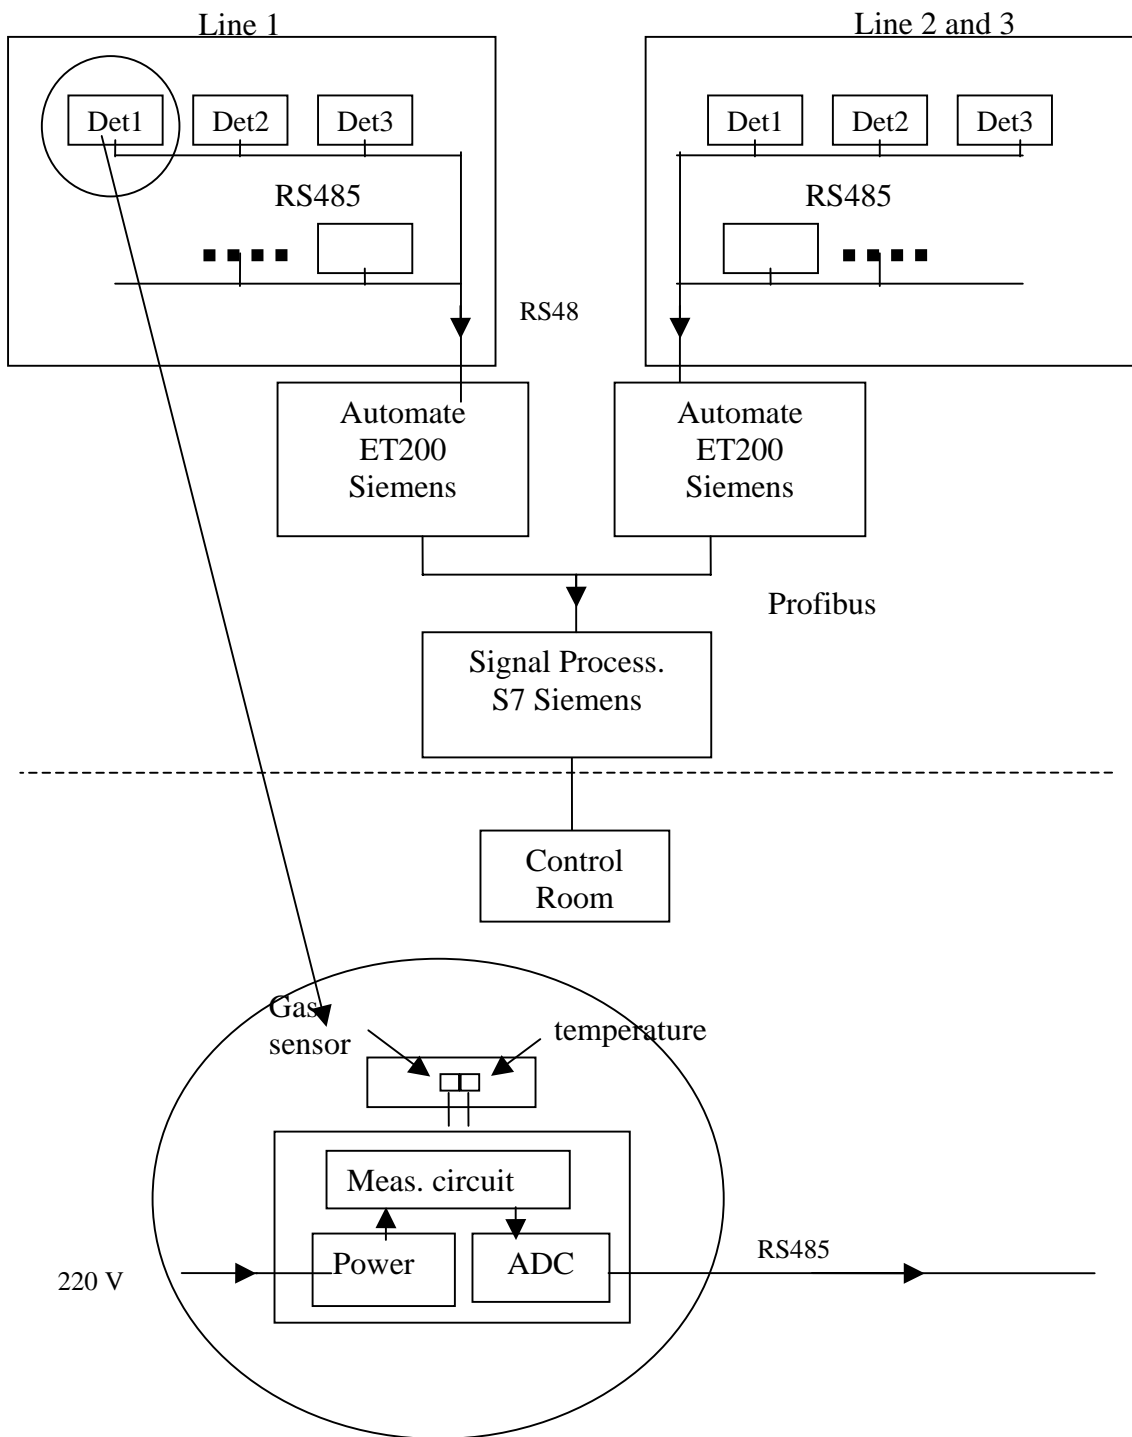 Line 1
Line 2 and 3
Det1
Det2
Det3
Det1
Det2
Det3
RS485
RS485
RS48
Automate
ET200
Siemens
Automate
ET200
Siemens
Profibus
Signal Process.
S7 Siemens
Control
Room
Gas
sensor
temperature
Meas. circuit
Power
ADC
RS485
220 V